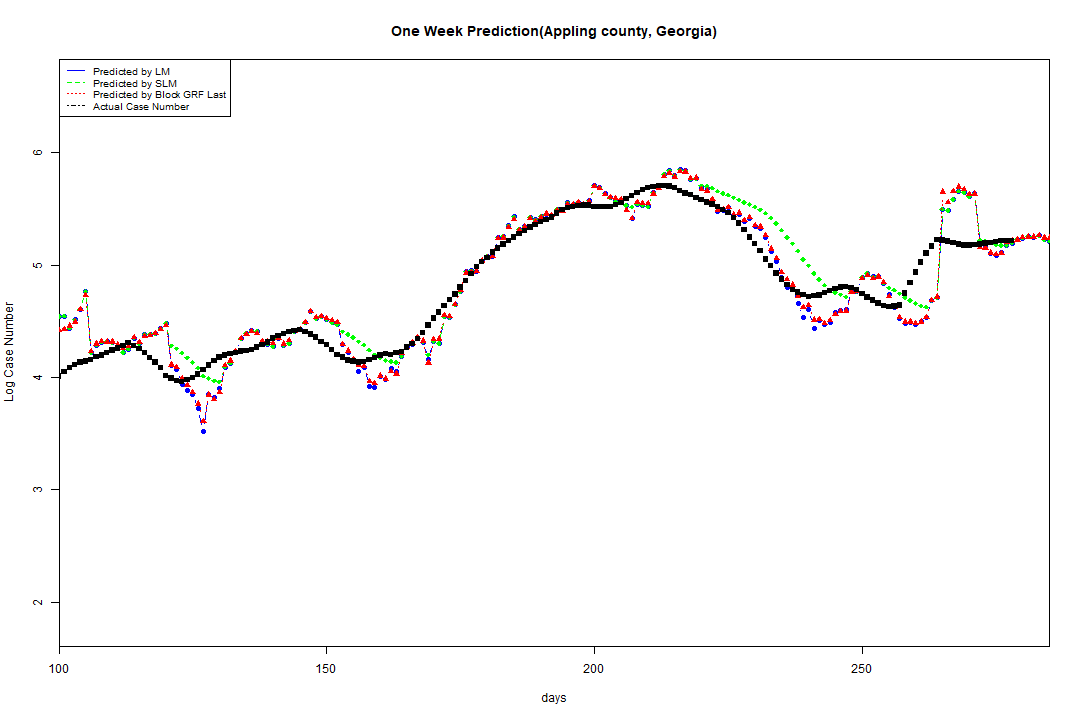 One Week Prediction(Appling county, Georgia)
Predicted by LM
Predicted by SLM
Predicted by Block GRF Last
Actual Case Number
Log Case Number
6
5
4
3
2
100
150
200
250
days